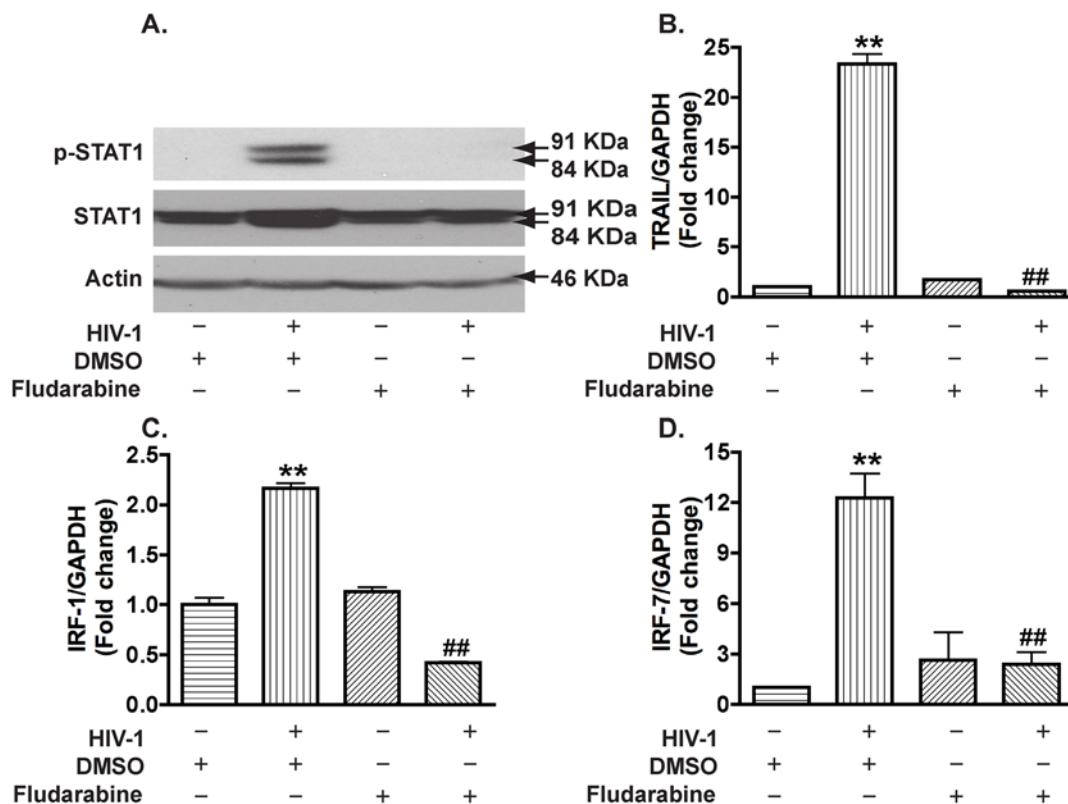 A.
p-STAT1
91 KDa
84 KDa
STAT1
91 KDa
84 KDa
Actin
46 KDa
HIV-1 – + – +
DMSO + + – –
Fludarabine – – + +
B.
TRAIL/GAPDH
(Fold change)
25
20
15
10
5
0
**
##
HIV-1 – + – +
DMSO + + – –
Fludarabine – – + +
C.
IRF-1/GAPDH
(Fold change)
2.5
2.0
1.5
1.0
0.5
0.0
**
##
HIV-1 – + – +
DMSO + + – –
Fludarabine – – + +
D.
IRF-7/GAPDH
(Fold change)
15
12
9
6
3
0
**
##
HIV-1 – + – +
DMSO + + – –
Fludarabine – – + +